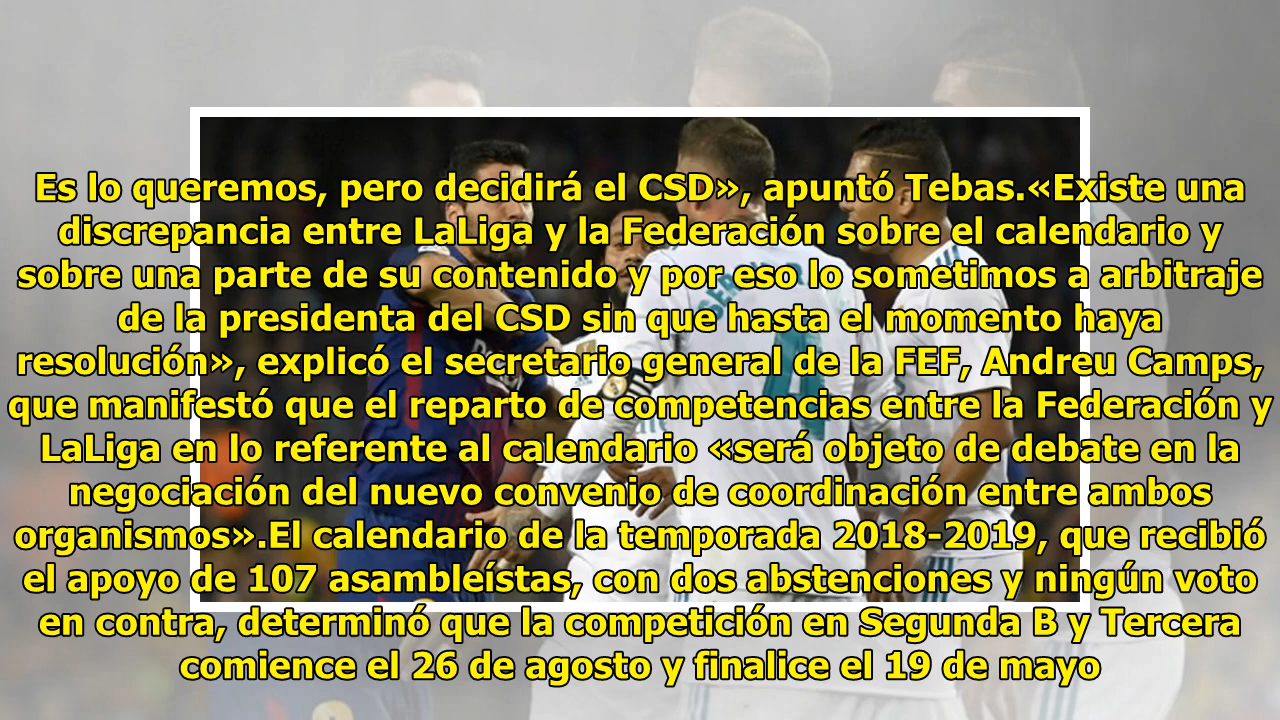 Es lo queremos, pero decidirá el CSD», apuntó Tebas.«Existe una
discrepancia entre LaLiga y la Federación sobre el calendario y
sobre una parte de su contenido y por eso lo sometimos a arbitraje
de la presidenta del CSD sin que hasta el momento haya
resolución», explicó el secretario general de la FEF, Andreu Camps,
que manifestó que el reparto de competencias entre la Federación y
LaLiga en lo referente al calendario «será objeto de debate en la
negociación del nuevo convenio de coordinación entre ambos
organismos».El calendario de la temporada 2018-2019, que recibió
el apoyo de 107 asambleístas, con dos abstenciones y ningún voto
en contra, determinó que la competición en Segunda B y Tercera
comience el 26 de agosto y finalice el 19 de mayo